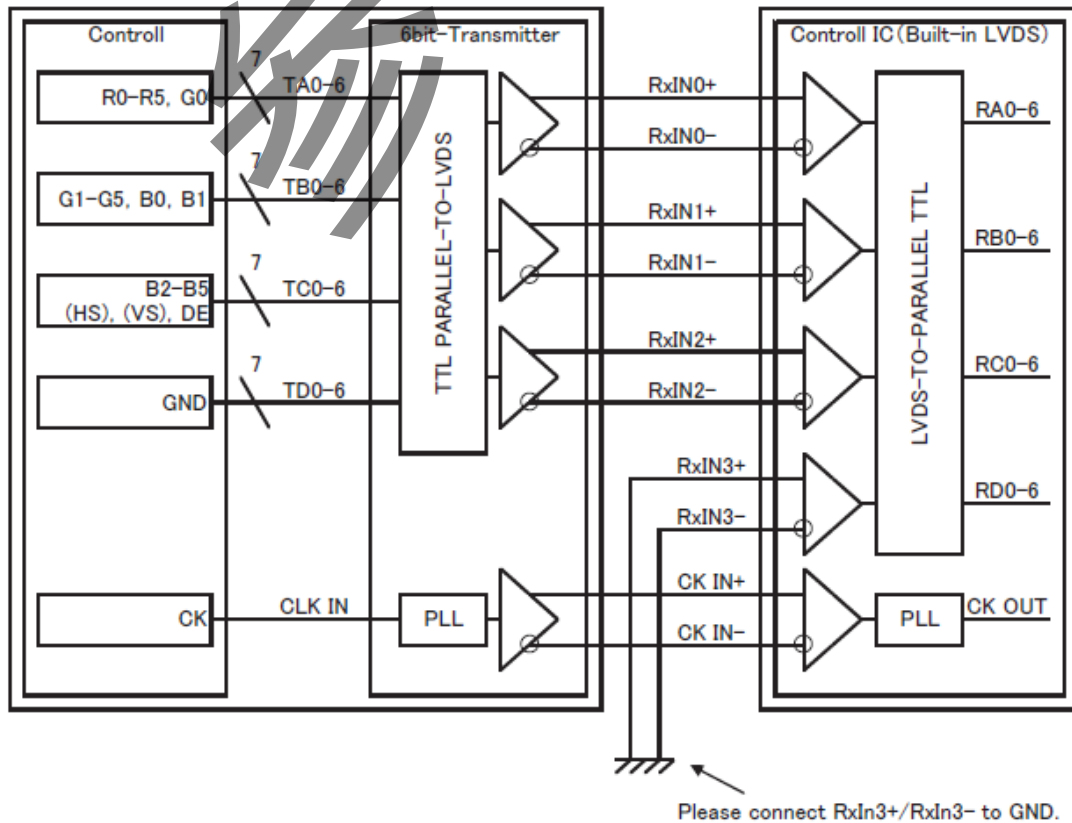 Controll
6bit-Transmitter
Controll IC(Built-in LVDS)
R0-R5, G0
7
TA0-6
G1-G5, B0, B1
7
TB0-6
B2-B5
(HS), (VS), DE
7
TC0-6
GND
7
TD0-6
CK
CLK IN
TTL PARALLEL-TO-LVDS
PLL
RxIN0+
RxIN0-
RxIN1+
RxIN1-
RxIN2+
RxIN2-
RxIN3+
RxIN3-
CK IN+
CK IN-
LVDS-TO-PARALLEL TTL
PLL
RA0-6
RB0-6
RC0-6
RD0-6
CK OUT
Please connect RxIn3+/RxIn3- to GND.